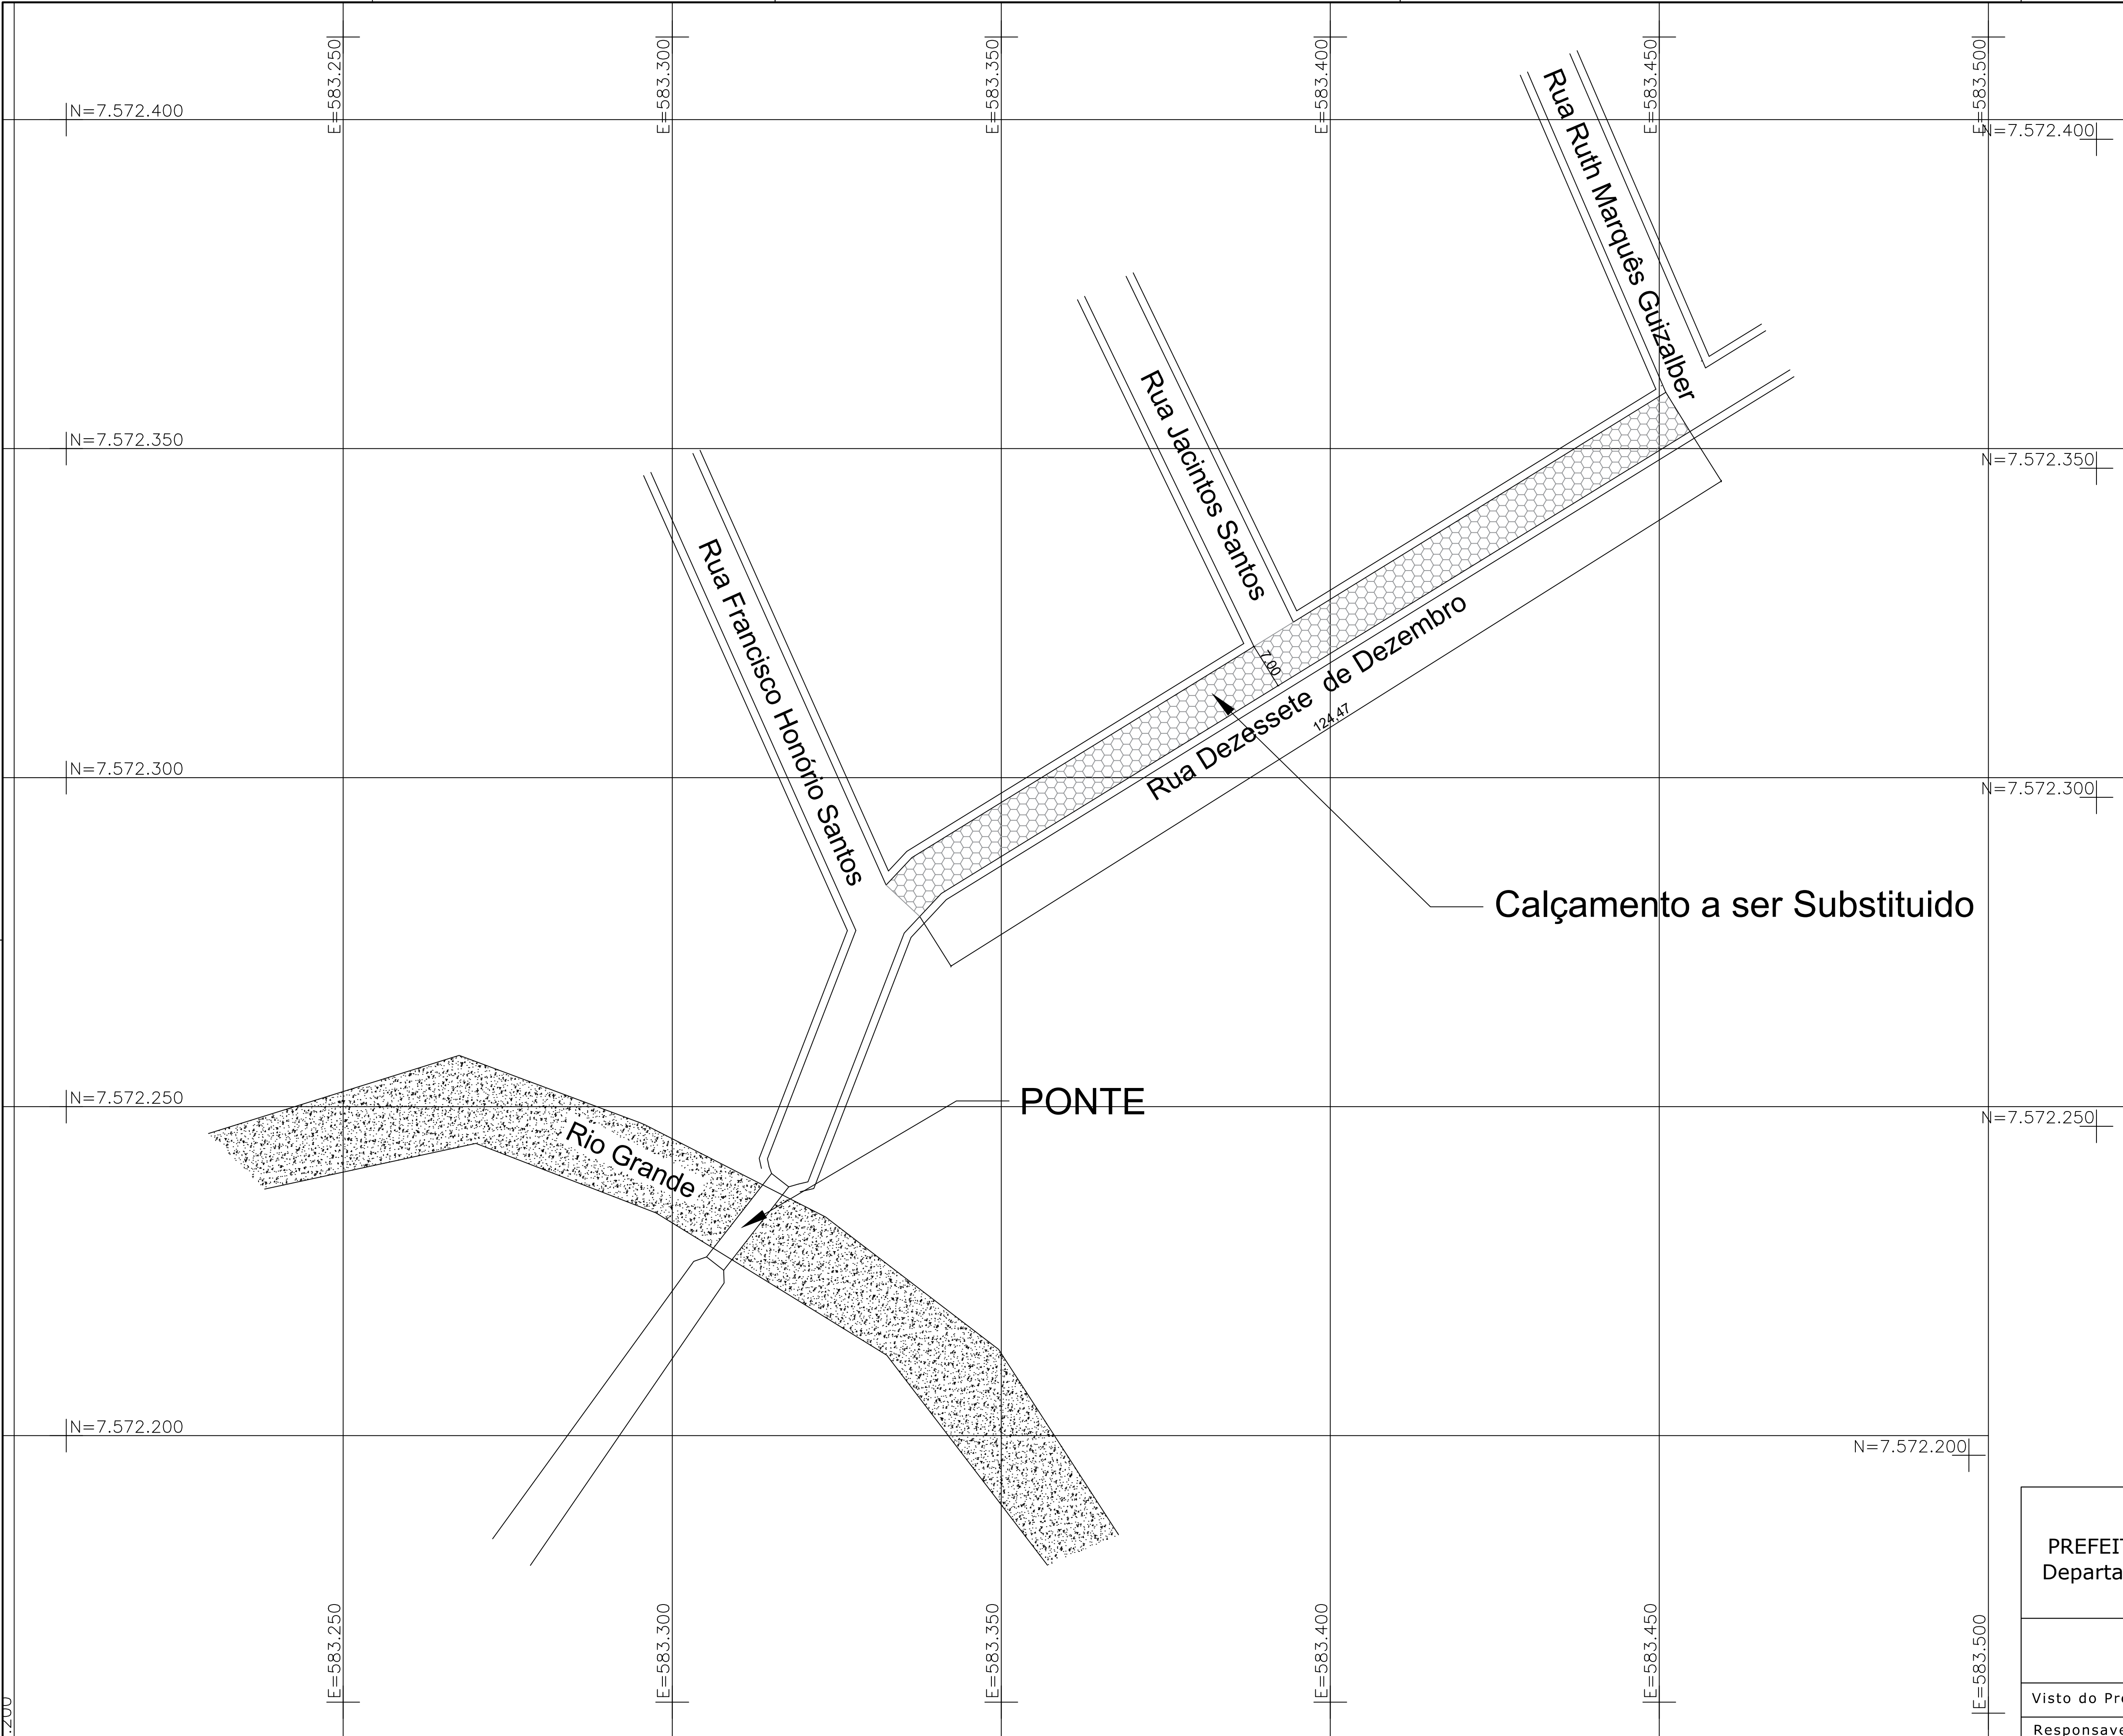 E=583.250
E=583.300
E=583.350
E=583.400
E=583.450
E=583.500
N=7.572.400
N=7.572.400
Rua Ruth Marquês Guizalber
N=7.572.350
N=7.572.350
Rua Jacintos Santos
Rua Francisco Honório Santos
7.00
Rua Dezessete de Dezembro
124.47
N=7.572.300
N=7.572.300
Calçamento a ser Substituido
PONTE
N=7.572.250
N=7.572.250
Rio Grande
N=7.572.200
N=7.572.200
PREFEIT
Departa
E=583.250
E=583.300
E=583.350
E=583.400
E=583.450
E=583.500
Visto do Pre
Responsave
.200